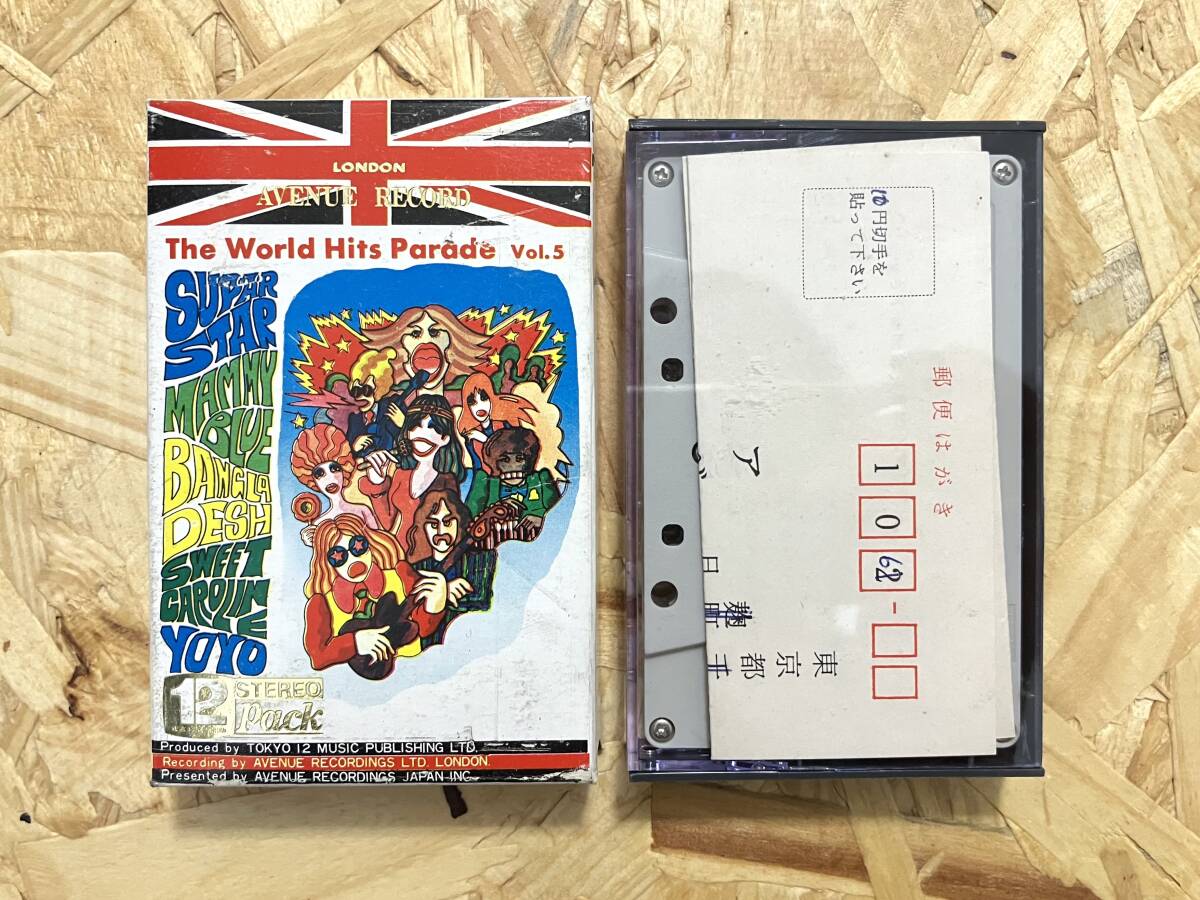 LONDON
AVENUE RECORD
The World Hits Parade Vol.5
SUPAR
STAR
MAMMY
BLUE
BANGLA
DESH
SWEET
CAROLINE
YOYO
12 STEREO
Pack
Produced by TOKYO 12 MUSIC PUBLISHING LTD.
Recording by AVENUE RECORDINGS LTD. LONDON.
Presented by AVENUE RECORDINGS JAPAN INC.
10円切手を
貼って下さい
郵便はがき
1 0 62 -
東京都
麹町
ア